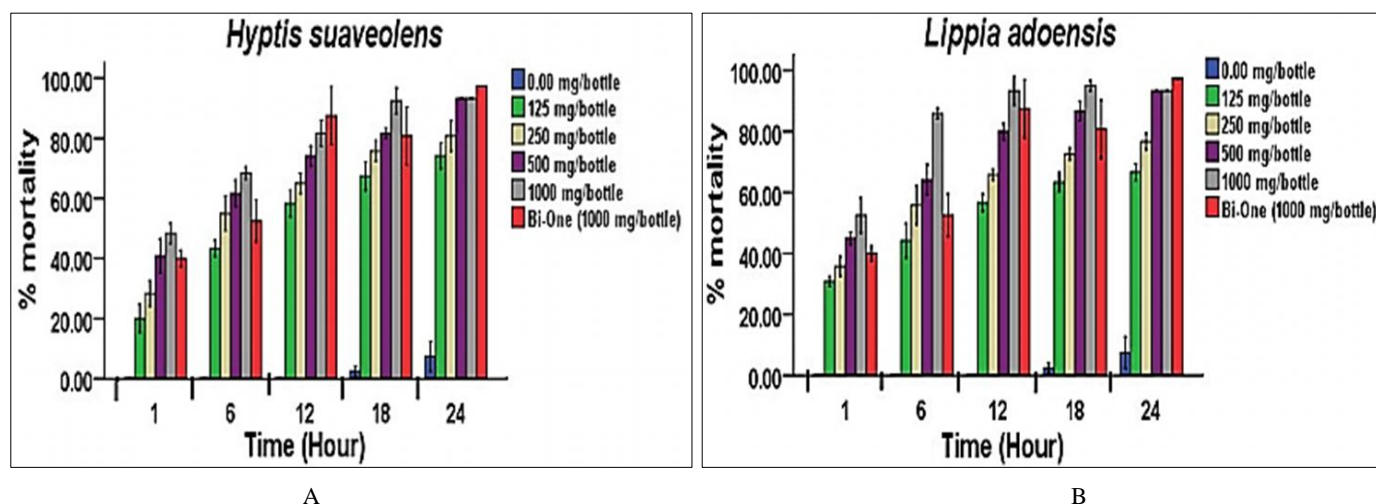 Hyptis suaveolens
100.00
80.00
60.00
40.00
20.00
0.00
% mortality
1 6 12 18 24
Time (Hour)
0.00 mg/bottle
125 mg/bottle
250 mg/bottle
500 mg/bottle
1000 mg/bottle
Bi-One (1000 mg/bottle)
A
Lippia adoensis
100.00
80.00
60.00
40.00
20.00
0.00
% mortality
1 6 12 18 24
Time (Hour)
0.00 mg/bottle
125 mg/bottle
250 mg/bottle
500 mg/bottle
1000 mg/bottle
Bi-One (1000 mg/bottle)
B